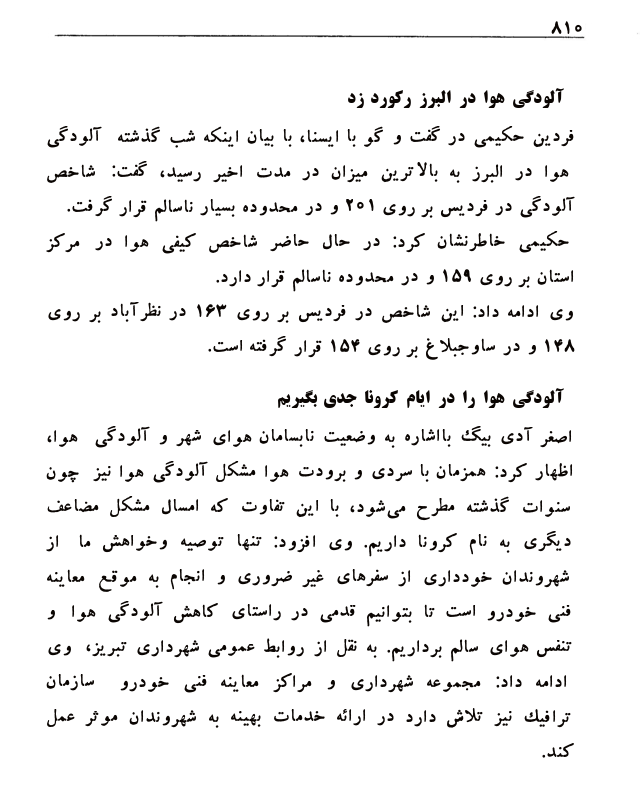 ۸۱۰
آلودگی هوا در البرز رکورد زد
فردین حکیمی در گفت و گو با ایسنا، با بیان اینکه شب گذشته آلودگی
هوا در البرز به بالاترین میزان در مدت اخیر رسید، گفت: شاخص
آلودگی در فردیس بر روی ۲۰۱ و در محدوده بسیار ناسالم قرار گرفت.
حکیمی خاطرنشان کرد: در حال حاضر شاخص کیفی هوا در مرکز
استان بر روی ۱۵۹ و در محدوده ناسالم قرار دارد.
وی ادامه داد: این شاخص در فردیس بر روی ۱۶۳ در نظرآباد بر روی
۱۴۸ و در ساوجبلاغ بر روی ۱۵۴ قرار گرفته است.
آلودگی هوا را در ایام کرونا جدی بگیریم
اصغر آدی بیگ بااشاره به وضعیت نابسامان هوای شهر و آلودگی هوا،
اظهار کرد: همزمان با سردی و برودت هوا مشکل آلودگی هوا نیز چون
سنوات گذشته مطرح می‌شود، با این تفاوت که امسال مشکل مضاعف
دیگری به نام کرونا داریم. وی افزود: تنها توصیه وخواهش ما از
شهروندان خودداری از سفرهای غیر ضروری و انجام به موقع معاینه
فنی خودرو است تا بتوانیم قدمی در راستای کاهش آلودگی هوا و
تنفس هوای سالم برداریم. به نقل از روابط عمومی شهرداری تبریز، وی
ادامه داد: مجموعه شهرداری و مراکز معاینه فنی خودرو سازمان
ترافیک نیز تلاش دارد در ارائه خدمات بهینه به شهروندان موثر عمل
کند.